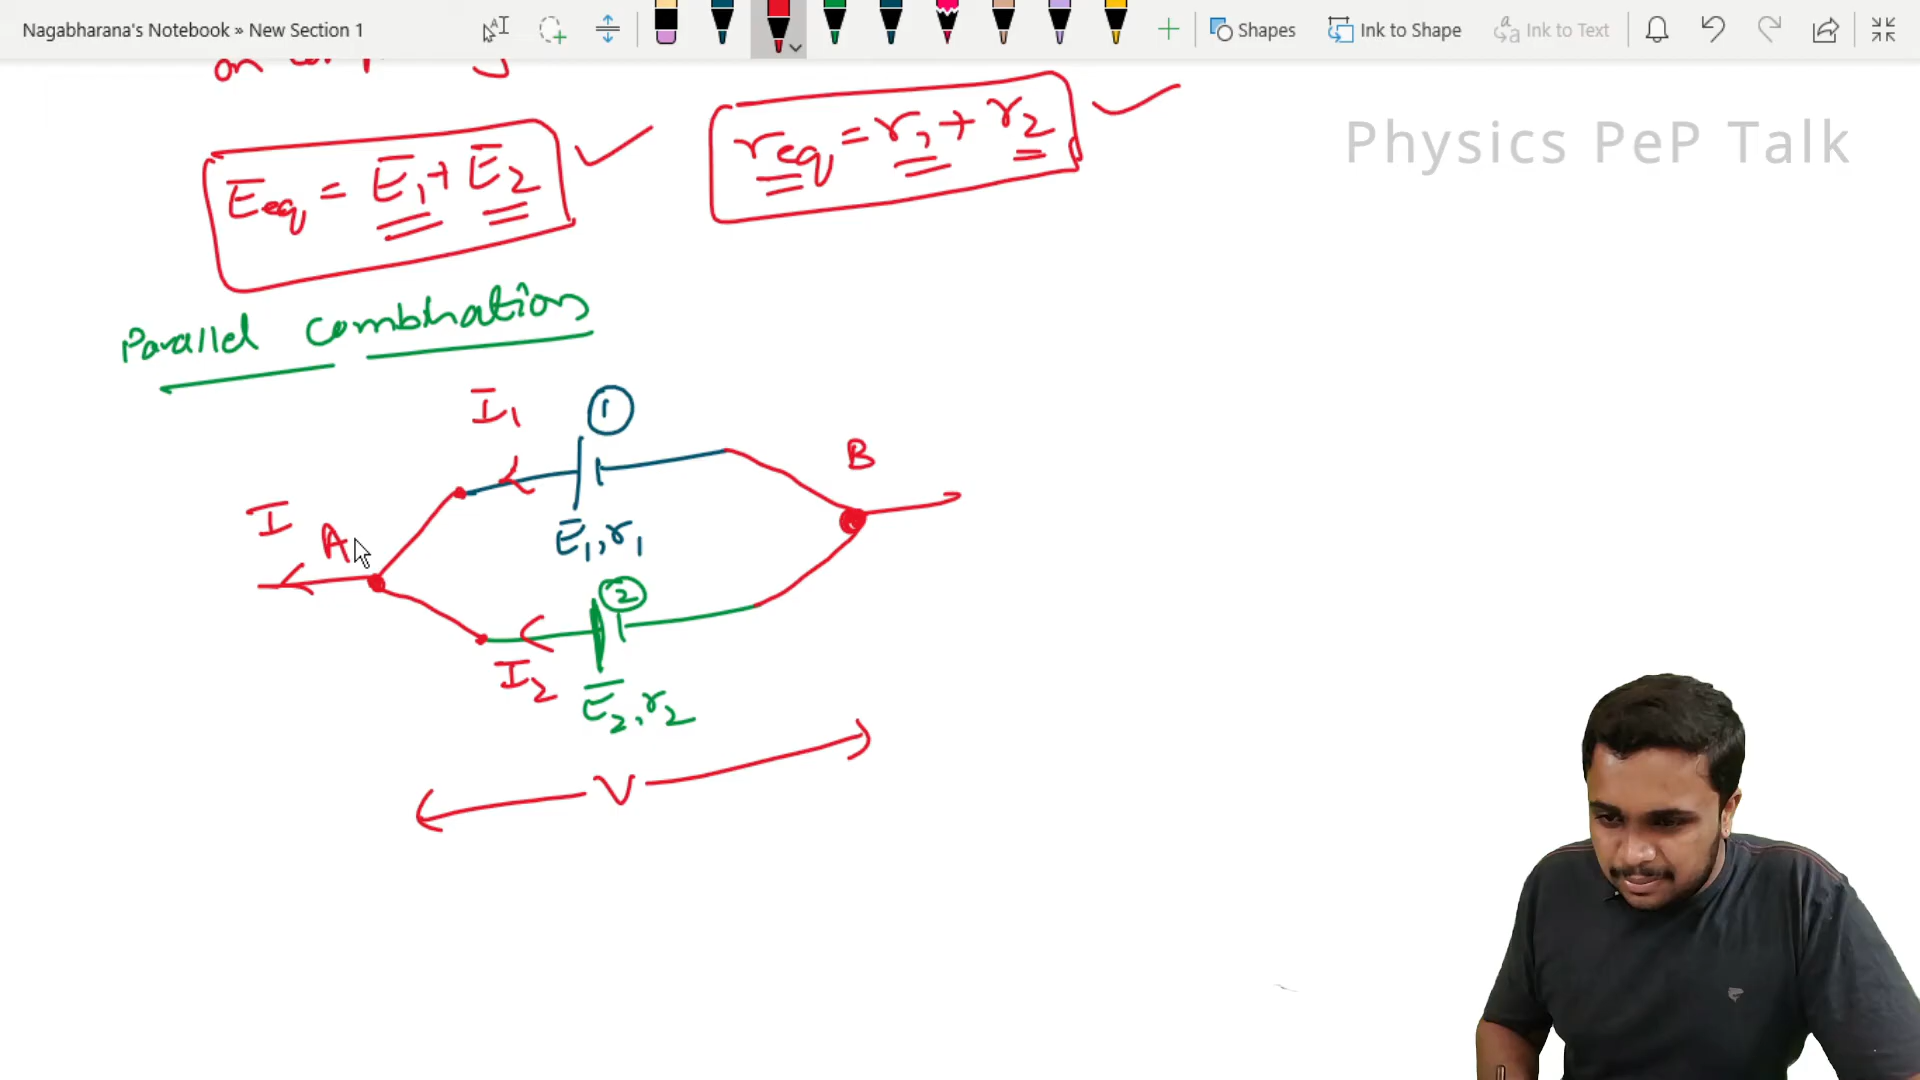 Nagabharana's Notebook » New Section 1
Shapes
Ink to Shape
Ink to Text
on
Physics PeP Talk
Eeq = E1 + E2
req = r1 + r2
Parallel combination
I1
1
B
I
A
E1, r1
2
I2
E2, r2
V